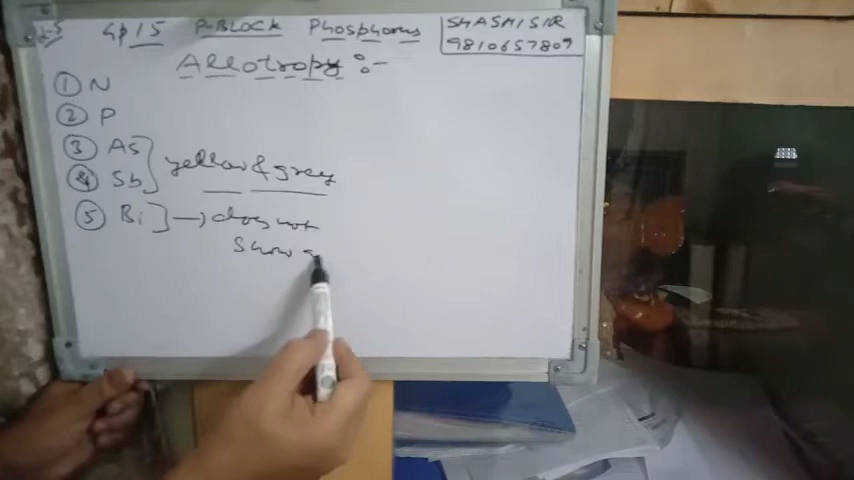 L-5 Gp 15 P-BLOCK Phosphorus
SHASHI SIR
9810657809
Allotropy :-
① N
② P
③ As
④ Sb
yellow & grey
⑤ Bi → does not
show